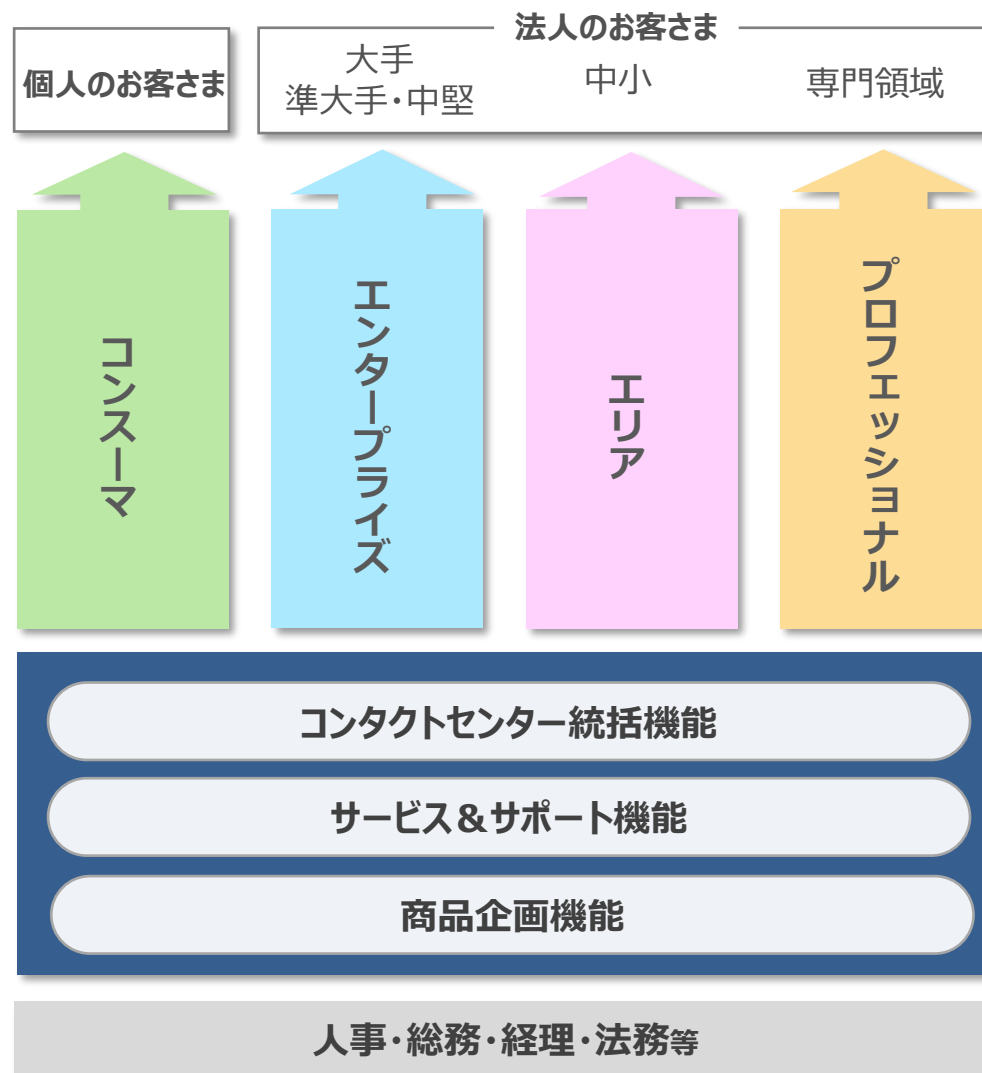 法人のお客さま
個人のお客さま
大手
準大手・中堅
中小
専門領域
コンスーマ
エンタープライズ
エリア
プロフェッショナル
コンタクトセンター統括機能
サービス&サポート機能
商品企画機能
人事・総務・経理・法務等